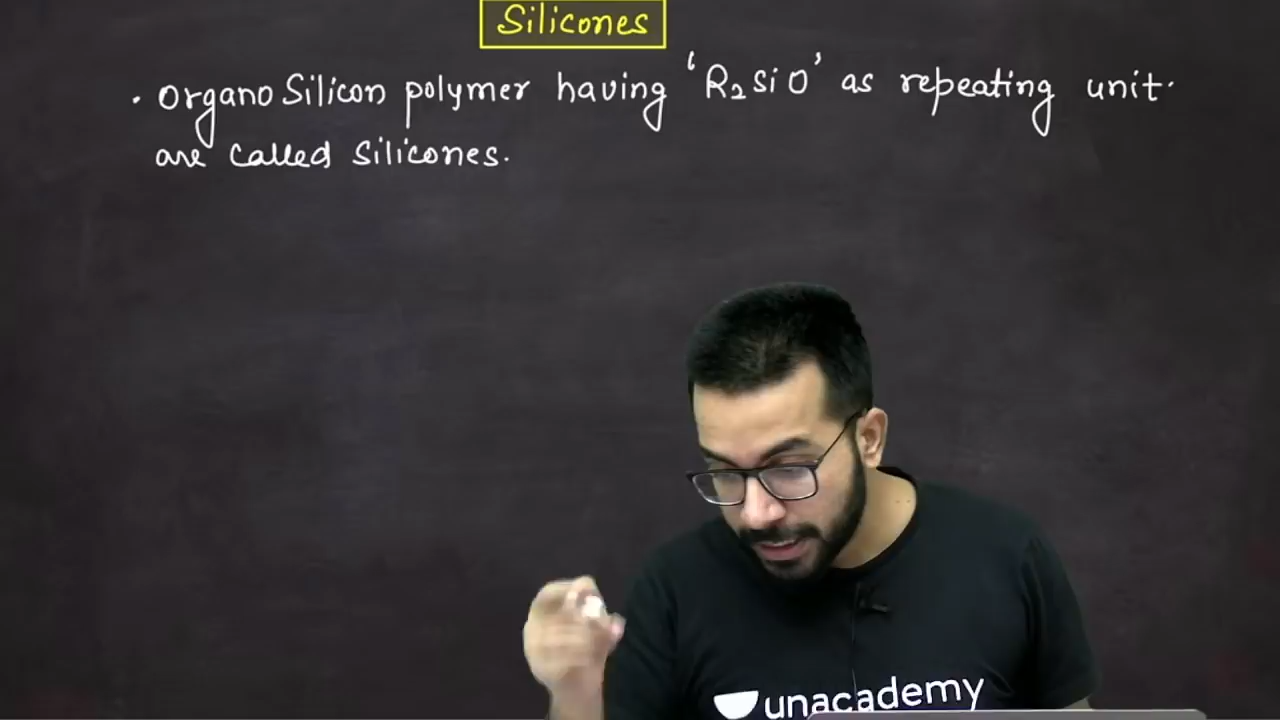 Silicones
• Organo Silicon polymer having 'R₂SiO' as repeating unit.
are called Silicones.
unacademy